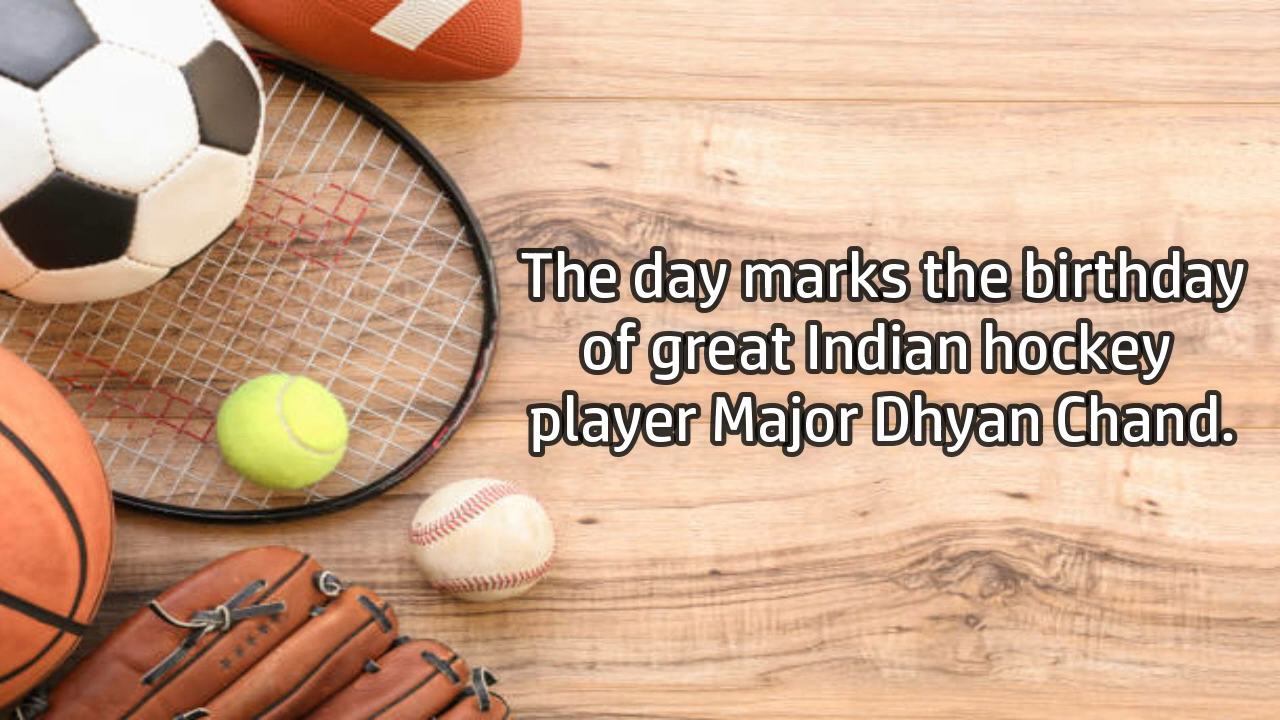 The day marks the birthday
of great Indian hockey
player Major Dhyan Chand.